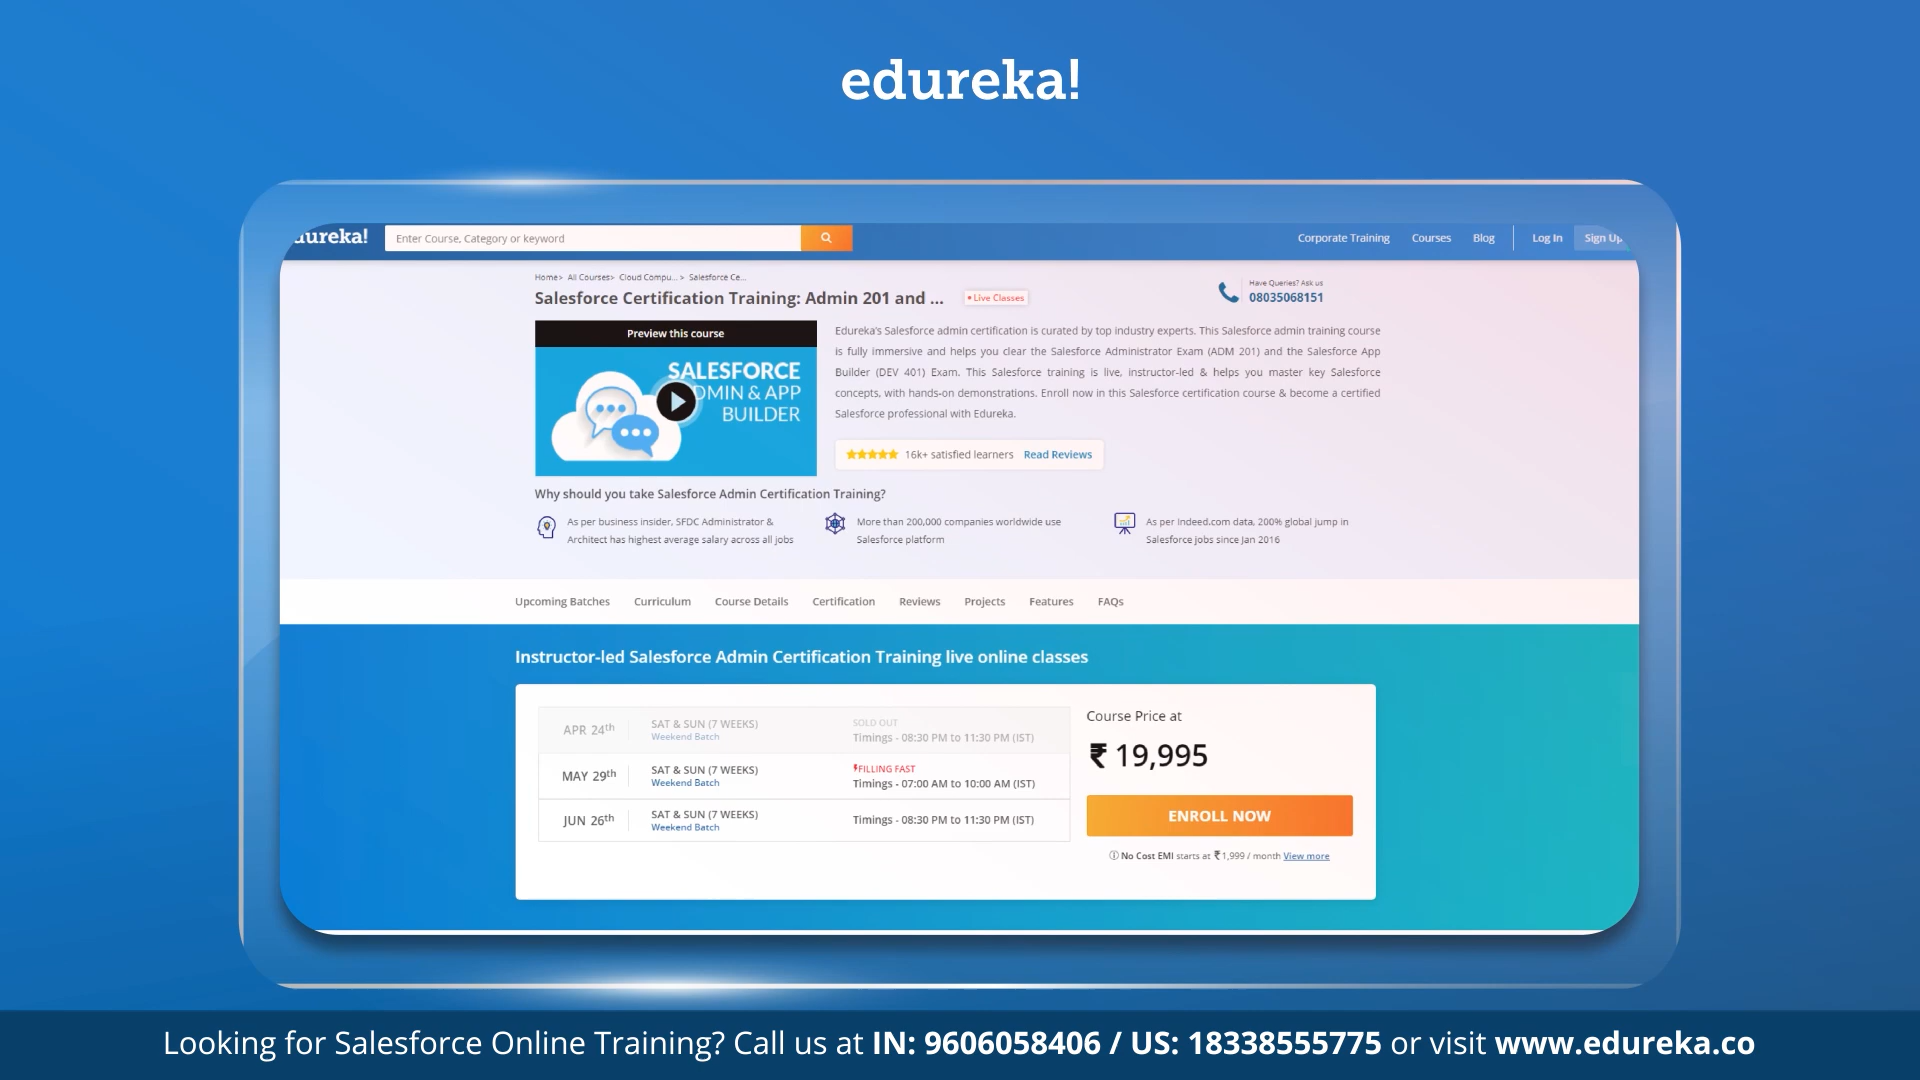 edureka!
edureka!
Enter Course, Category or keyword
Corporate Training
Courses
Blog
Log In
Sign Up
Home> All Courses> Cloud Compu... > Salesforce Ce...
Salesforce Certification Training: Admin 201 and ...
• Live Classes
Have Queries? Ask us
08035068151
Preview this course
SALESFORCE
ADMIN & APP
BUILDER
Edureka's Salesforce admin certification is curated by top industry experts. This Salesforce admin training course
is fully immersive and helps you clear the Salesforce Administrator Exam (ADM 201) and the Salesforce App
Builder (DEV 401) Exam. This Salesforce training is live, instructor-led & helps you master key Salesforce
concepts, with hands-on demonstrations. Enroll now in this Salesforce certification course & become a certified
Salesforce professional with Edureka.
16k+ satisfied learners Read Reviews
Why should you take Salesforce Admin Certification Training?
As per business insider, SFDC Administrator &
Architect has highest average salary across all jobs
More than 200,000 companies worldwide use
Salesforce platform
As per Indeed.com data, 200% global jump in
Salesforce jobs since Jan 2016
Upcoming Batches
Curriculum
Course Details
Certification
Reviews
Projects
Features
FAQs
Instructor-led Salesforce Admin Certification Training live online classes
APR 24th
SAT & SUN (7 WEEKS)
Weekend Batch
SOLD OUT
Timings - 08:30 PM to 11:30 PM (IST)
MAY 29th
SAT & SUN (7 WEEKS)
Weekend Batch
FILLING FAST
Timings - 07:00 AM to 10:00 AM (IST)
JUN 26th
SAT & SUN (7 WEEKS)
Weekend Batch
Timings - 08:30 PM to 11:30 PM (IST)
Course Price at
₹ 19,995
ENROLL NOW
No Cost EMI starts at ₹ 1,999 / month View more
Looking for Salesforce Online Training? Call us at IN: 9606058406 / US: 18338555775 or visit www.edureka.co